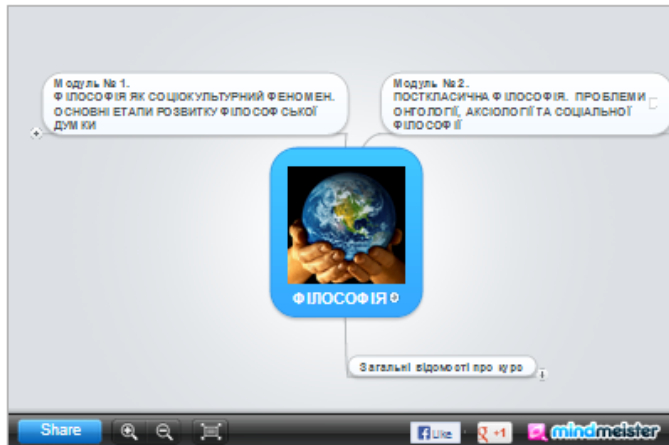 Модуль № 1.
ФІЛОСОФІЯ ЯК СОЦІОКУЛЬТУРНИЙ ФЕНОМЕН.
ОСНОВНІ ЕТАПИ РОЗВИТКУ ФІЛОСОФСЬКОЇ
ДУМКИ
Модуль № 2.
ПОСТКЛАСИЧНА ФІЛОСОФІЯ. ПРОБЛЕМИ
ОНТОЛОГІЇ, АКСІОЛОГІЇ ТА СОЦІАЛЬНОЇ
ФІЛОСОФІЇ
ФІЛОСОФІЯ
Загальні відомості про курс
Share
Like
+1
mindmeister